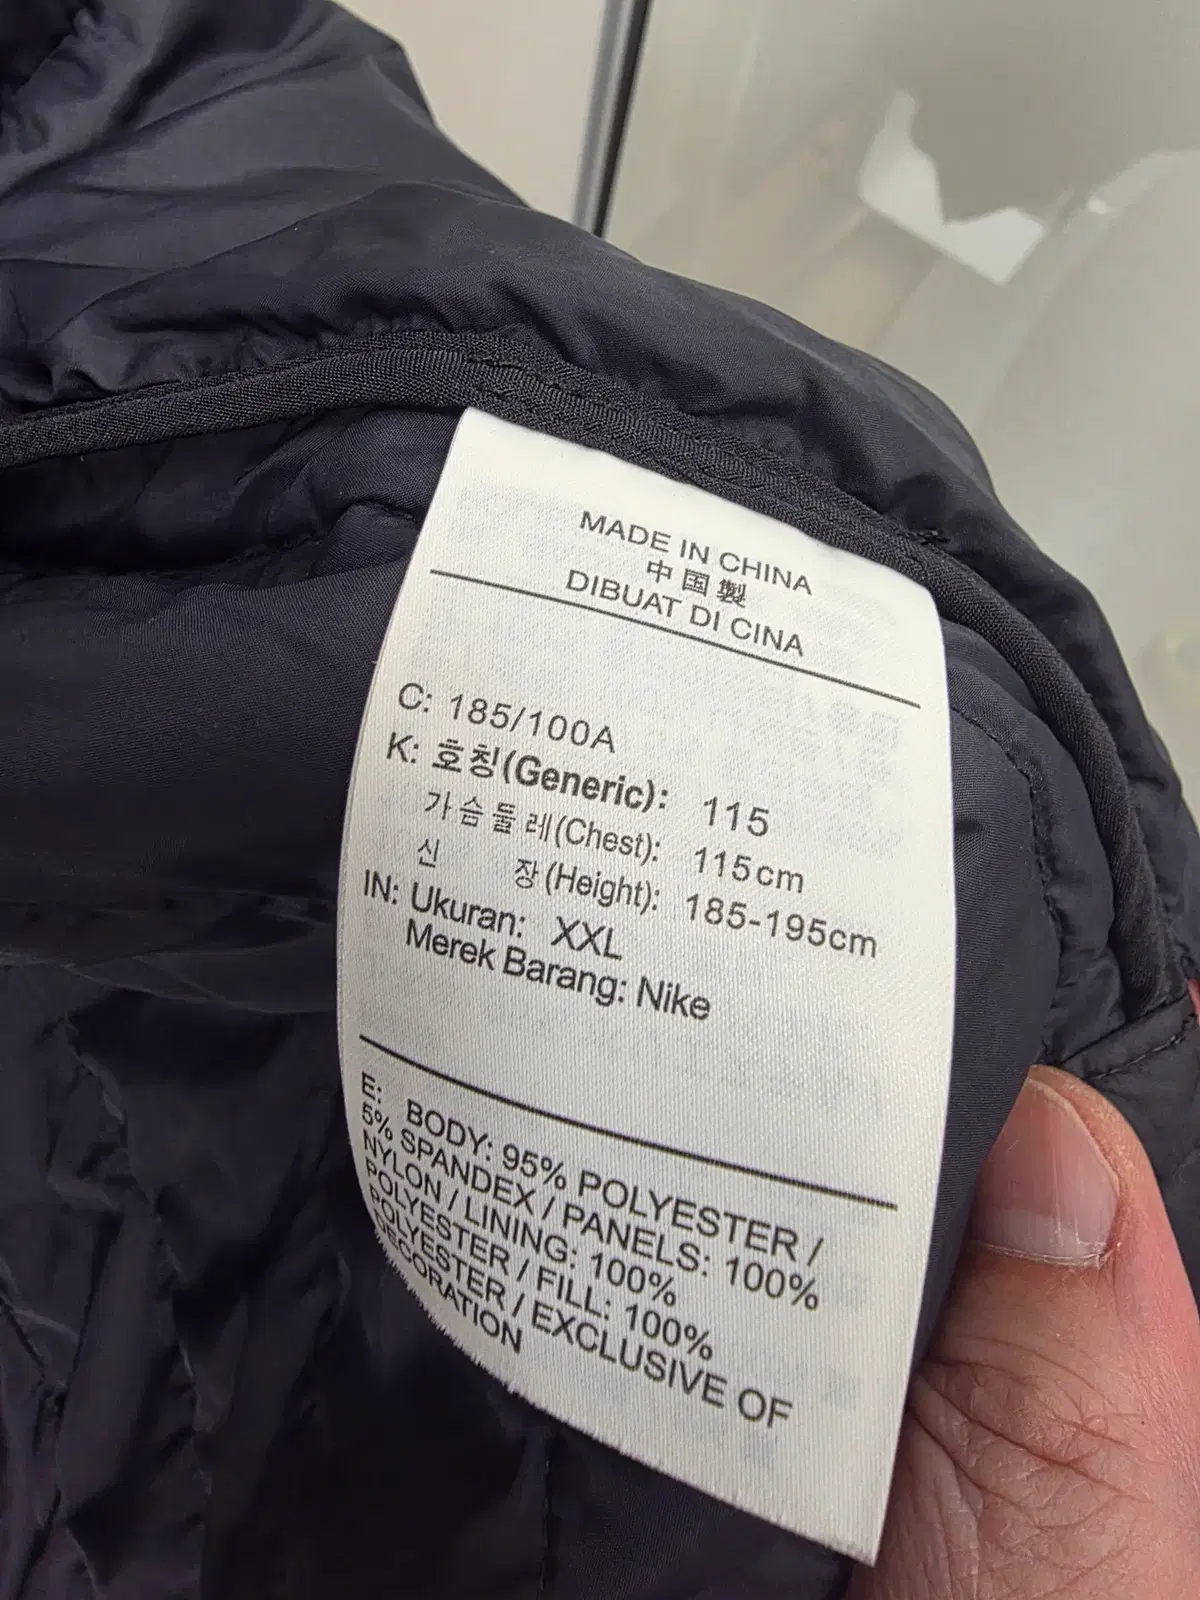 MADE IN CHINA
中国製
DIBUAT DI CINA
C: 185/100A
K: 호칭(Generic): 115
가슴둘레(Chest): 115cm
신 장(Height): 185-195cm
IN: Ukuran: XXL
Merek Barang: Nike
E: BODY: 95% POLYESTER /
5% SPANDEX / PANELS: 100%
NYLON / LINING: 100%
POLYESTER / FILL: 100%
POLYESTER / EXCLUSIVE OF
DECORATION